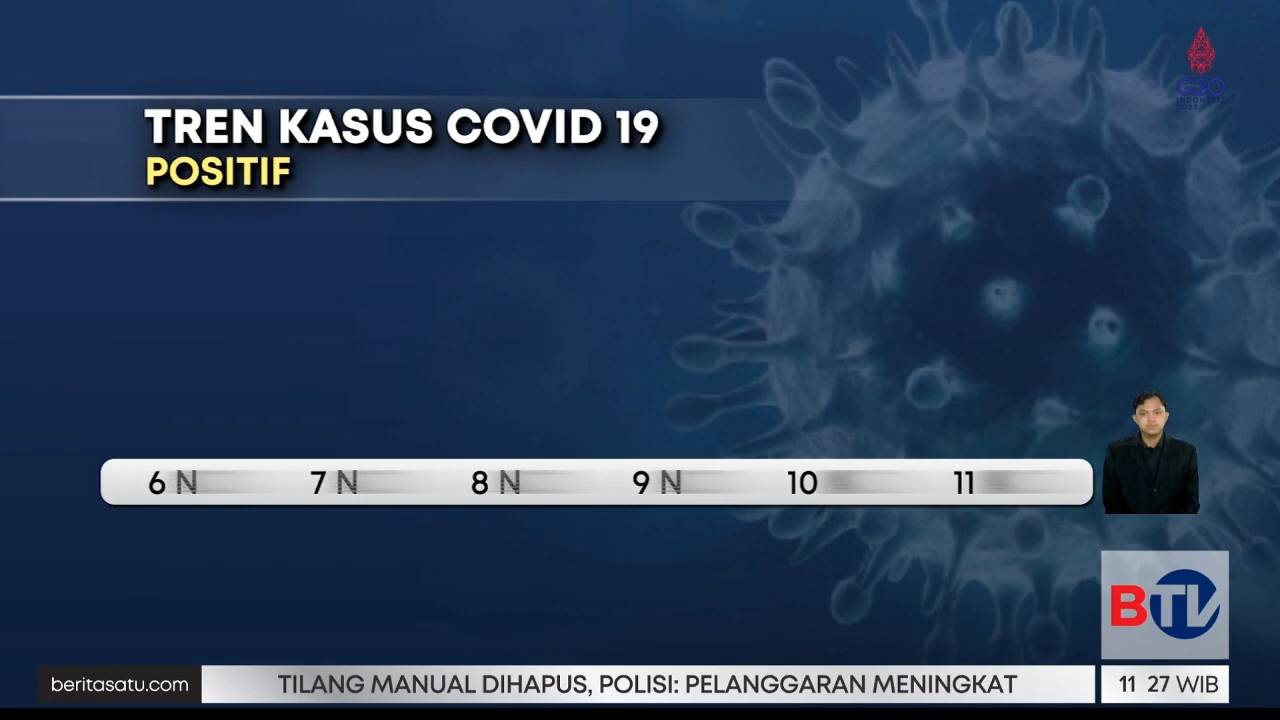 G20
TREN KASUS COVID 19
POSITIF
6 N 7 N 8 N 9 N 10 11
BTV
beritasatu.com
TILANG MANUAL DIHAPUS, POLISI: PELANGGARAN MENINGKAT
11 27 WIB